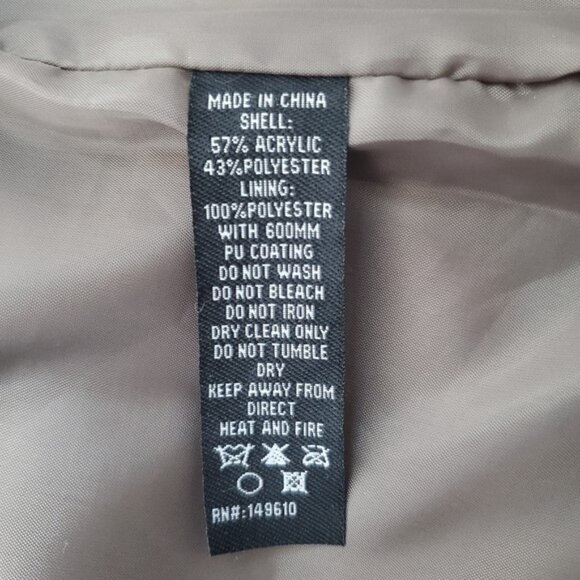 MADE IN CHINA
SHELL:
57% ACRYLIC
43%POLYESTER
LINING:
100%POLYESTER
WITH 600MM
PU COATING
DO NOT WASH
DO NOT BLEACH
DO NOT IRON
DRY CLEAN ONLY
DO NOT TUMBLE
DRY
KEEP AWAY FROM
DIRECT
HEAT AND FIRE
RN#:149610